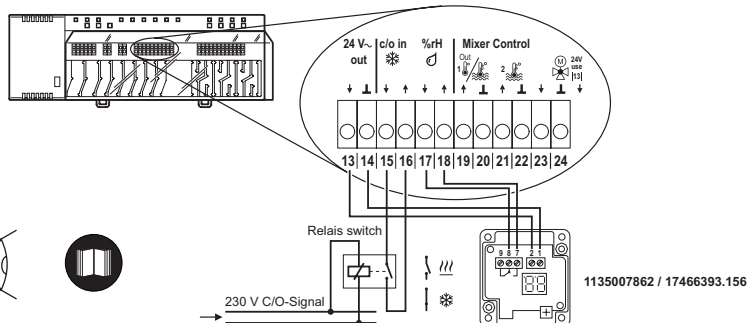 24 V~ c/o in %rH Mixer Control
out
Out
1 2 M 24V
use
|13|
13 14 15 16 17 18 19 20 21 22 23 24
Relais switch
9 8 7 2 1
1135007862 / 17466393.156
230 V C/O-Signal